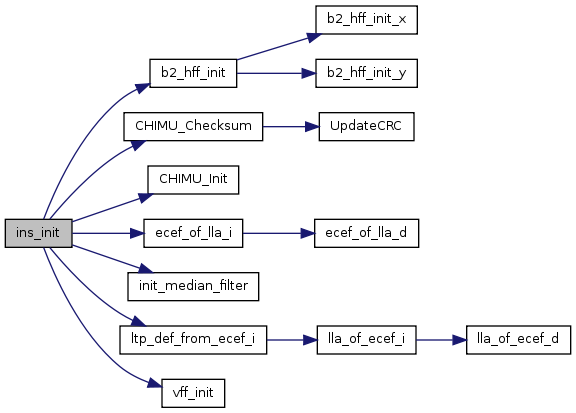 b2_hff_init_x
b2_hff_init
b2_hff_init_y
CHIMU_Checksum
UpdateCRC
CHIMU_Init
ins_init
ecef_of_lla_i
ecef_of_lla_d
init_median_filter
ltp_def_from_ecef_i
lla_of_ecef_i
lla_of_ecef_d
vff_init